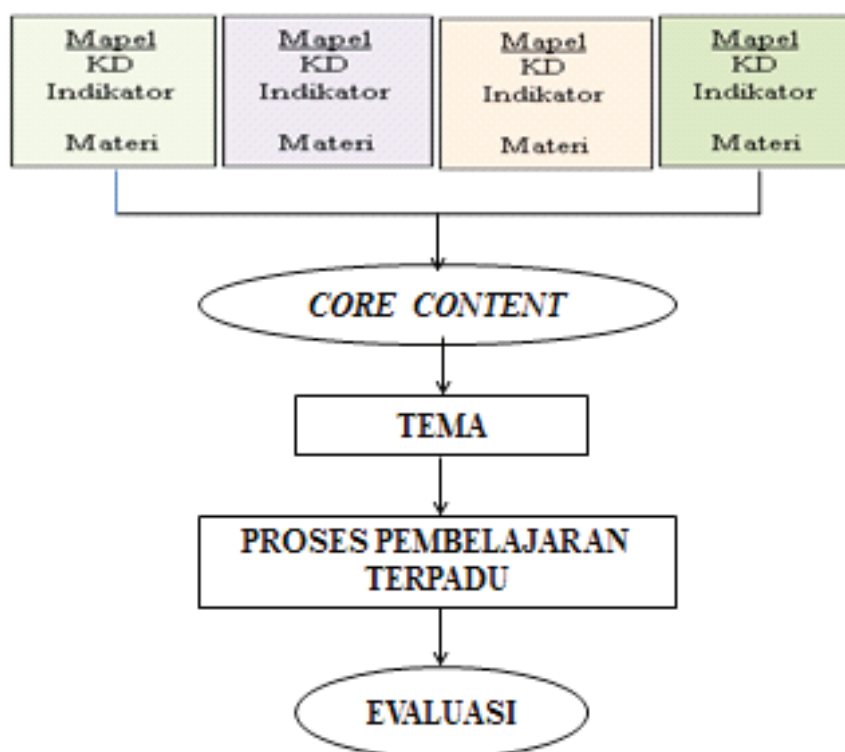 Mapel
KD
Indikator
Materi
Mapel
KD
Indikator
Materi
Mapel
KD
Indikator
Materi
Mapel
KD
Indikator
Materi
CORE CONTENT
TEMA
PROSES PEMBELAJARAN
TERPADU
EVALUASI